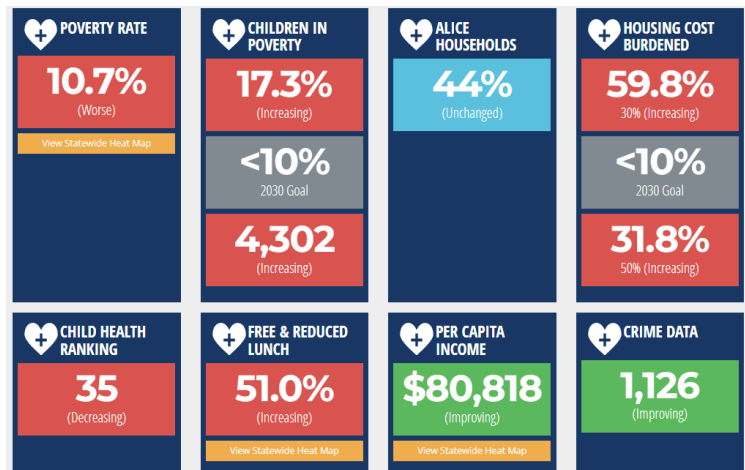 POVERTY RATE
10.7%
(Worse)
View Statewide Heat Map
CHILDREN IN
POVERTY
17.3%
(Increasing)
<10%
2030 Goal
4,302
(Increasing)
ALICE
HOUSEHOLDS
44%
(Unchanged)
HOUSING COST
BURDENED
59.8%
30% (Increasing)
<10%
2030 Goal
31.8%
50% (Increasing)
CHILD HEALTH
RANKING
35
(Decreasing)
FREE & REDUCED
LUNCH
51.0%
(Increasing)
View Statewide Heat Map
PER CAPITA
INCOME
$80,818
(Improving)
View Statewide Heat Map
CRIME DATA
1,126
(Improving)